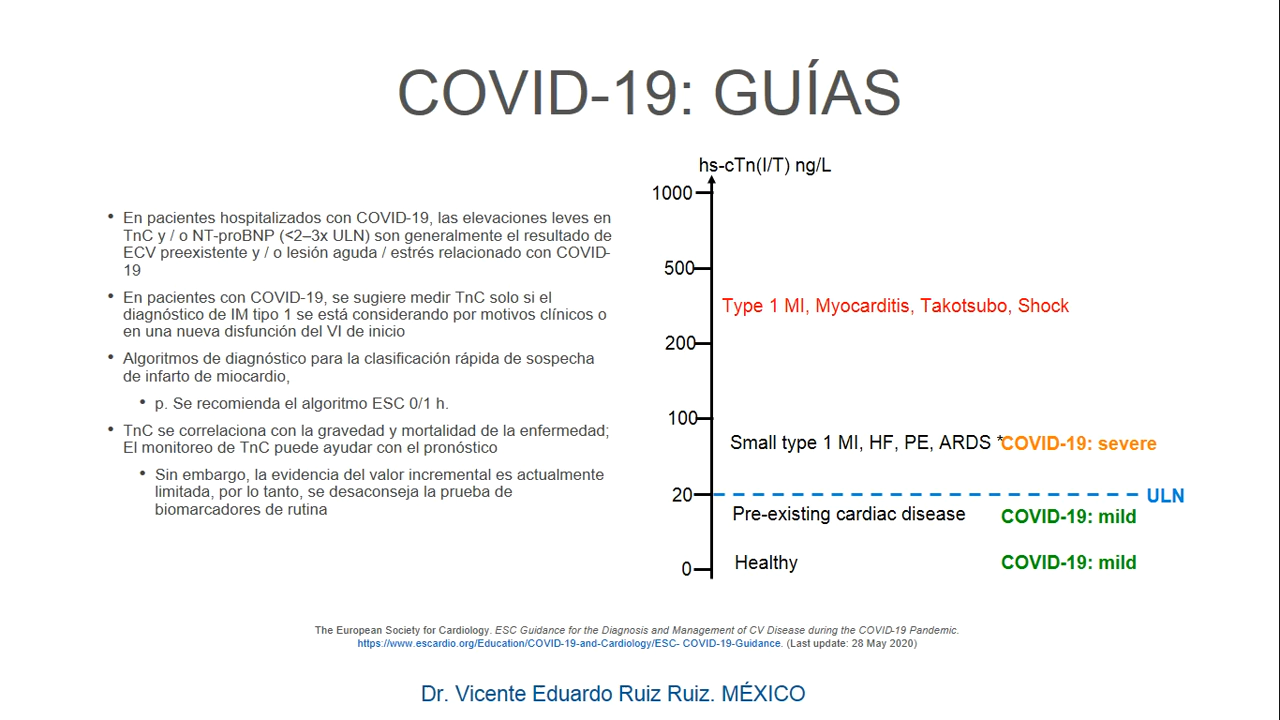 COVID-19: GUÍAS
• En pacientes hospitalizados con COVID-19, las elevaciones leves en
TnC y / o NT-proBNP (<2–3x ULN) son generalmente el resultado de
ECV preexistente y / o lesión aguda / estrés relacionado con COVID-
19
• En pacientes con COVID-19, se sugiere medir TnC solo si el
diagnóstico de IM tipo 1 se está considerando por motivos clínicos o
en una nueva disfunción del VI de inicio
• Algoritmos de diagnóstico para la clasificación rápida de sospecha
de infarto de miocardio,
• p. Se recomienda el algoritmo ESC 0/1 h.
• TnC se correlaciona con la gravedad y mortalidad de la enfermedad;
El monitoreo de TnC puede ayudar con el pronóstico
• Sin embargo, la evidencia del valor incremental es actualmente
limitada, por lo tanto, se desaconseja la prueba de
biomarcadores de rutina
hs-cTn(I/T) ng/L
1000
500
Type 1 MI, Myocarditis, Takotsubo, Shock
200
100
Small type 1 MI, HF, PE, ARDS * COVID-19: severe
20 ULN
Pre-existing cardiac disease COVID-19: mild
Healthy COVID-19: mild
0
The European Society for Cardiology. ESC Guidance for the Diagnosis and Management of CV Disease during the COVID-19 Pandemic.
https://www.escardio.org/Education/COVID-19-and-Cardiology/ESC- COVID-19-Guidance. (Last update: 28 May 2020)
Dr. Vicente Eduardo Ruiz Ruiz. MÉXICO